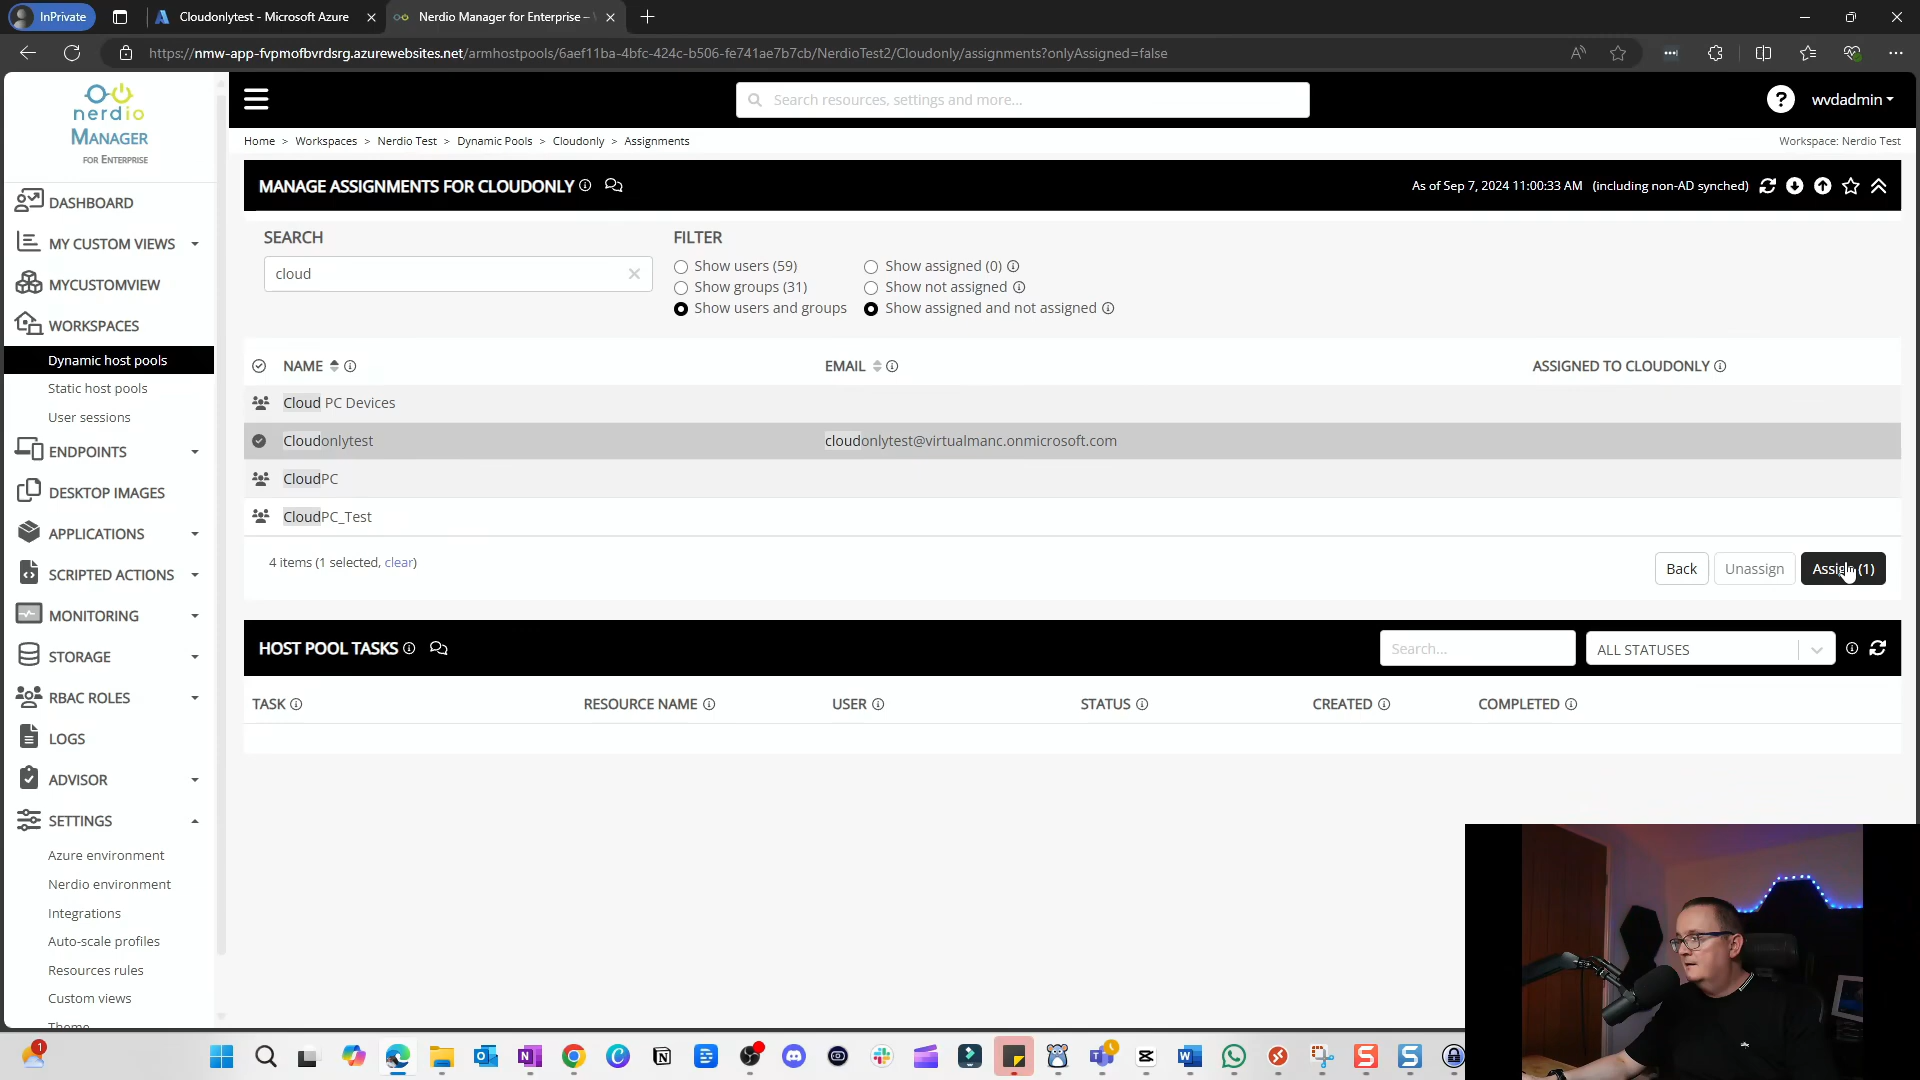 InPrivate
Cloudonlytest - Microsoft Azure
Nerdio Manager for Enterprise –
https://nmw-app-fvpmofbvrdsrg.azurewebsites.net/armhostpools/6aef11ba-4bfc-424c-b506-fe741ae7b7cb/NerdioTest2/Cloudonly/assignments?onlyAssigned=false
nerdio
MANAGER
FOR ENTERPRISE
Search resources, settings and more...
wvdadmin
Home > Workspaces > Nerdio Test > Dynamic Pools > Cloudonly > Assignments
Workspace: Nerdio Test
MANAGE ASSIGNMENTS FOR CLOUDONLY
As of Sep 7, 2024 11:00:33 AM (including non-AD synched)
DASHBOARD
MY CUSTOM VIEWS
MYCUSTOMVIEW
WORKSPACES
Dynamic host pools
Static host pools
User sessions
ENDPOINTS
DESKTOP IMAGES
APPLICATIONS
SCRIPTED ACTIONS
MONITORING
STORAGE
RBAC ROLES
LOGS
ADVISOR
SETTINGS
Azure environment
Nerdio environment
Integrations
Auto-scale profiles
Resources rules
Custom views
Theme
SEARCH
cloud
FILTER
Show users (59)
Show groups (31)
Show users and groups
Show assigned (0)
Show not assigned
Show assigned and not assigned
NAME EMAIL ASSIGNED TO CLOUDONLY
Cloud PC Devices
Cloudonlytest cloudonlytest@virtualmanc.onmicrosoft.com
CloudPC
CloudPC_Test
4 items (1 selected, clear)
Back Unassign Assign (1)
HOST POOL TASKS
Search...
ALL STATUSES
TASK RESOURCE NAME USER STATUS CREATED COMPLETED
1